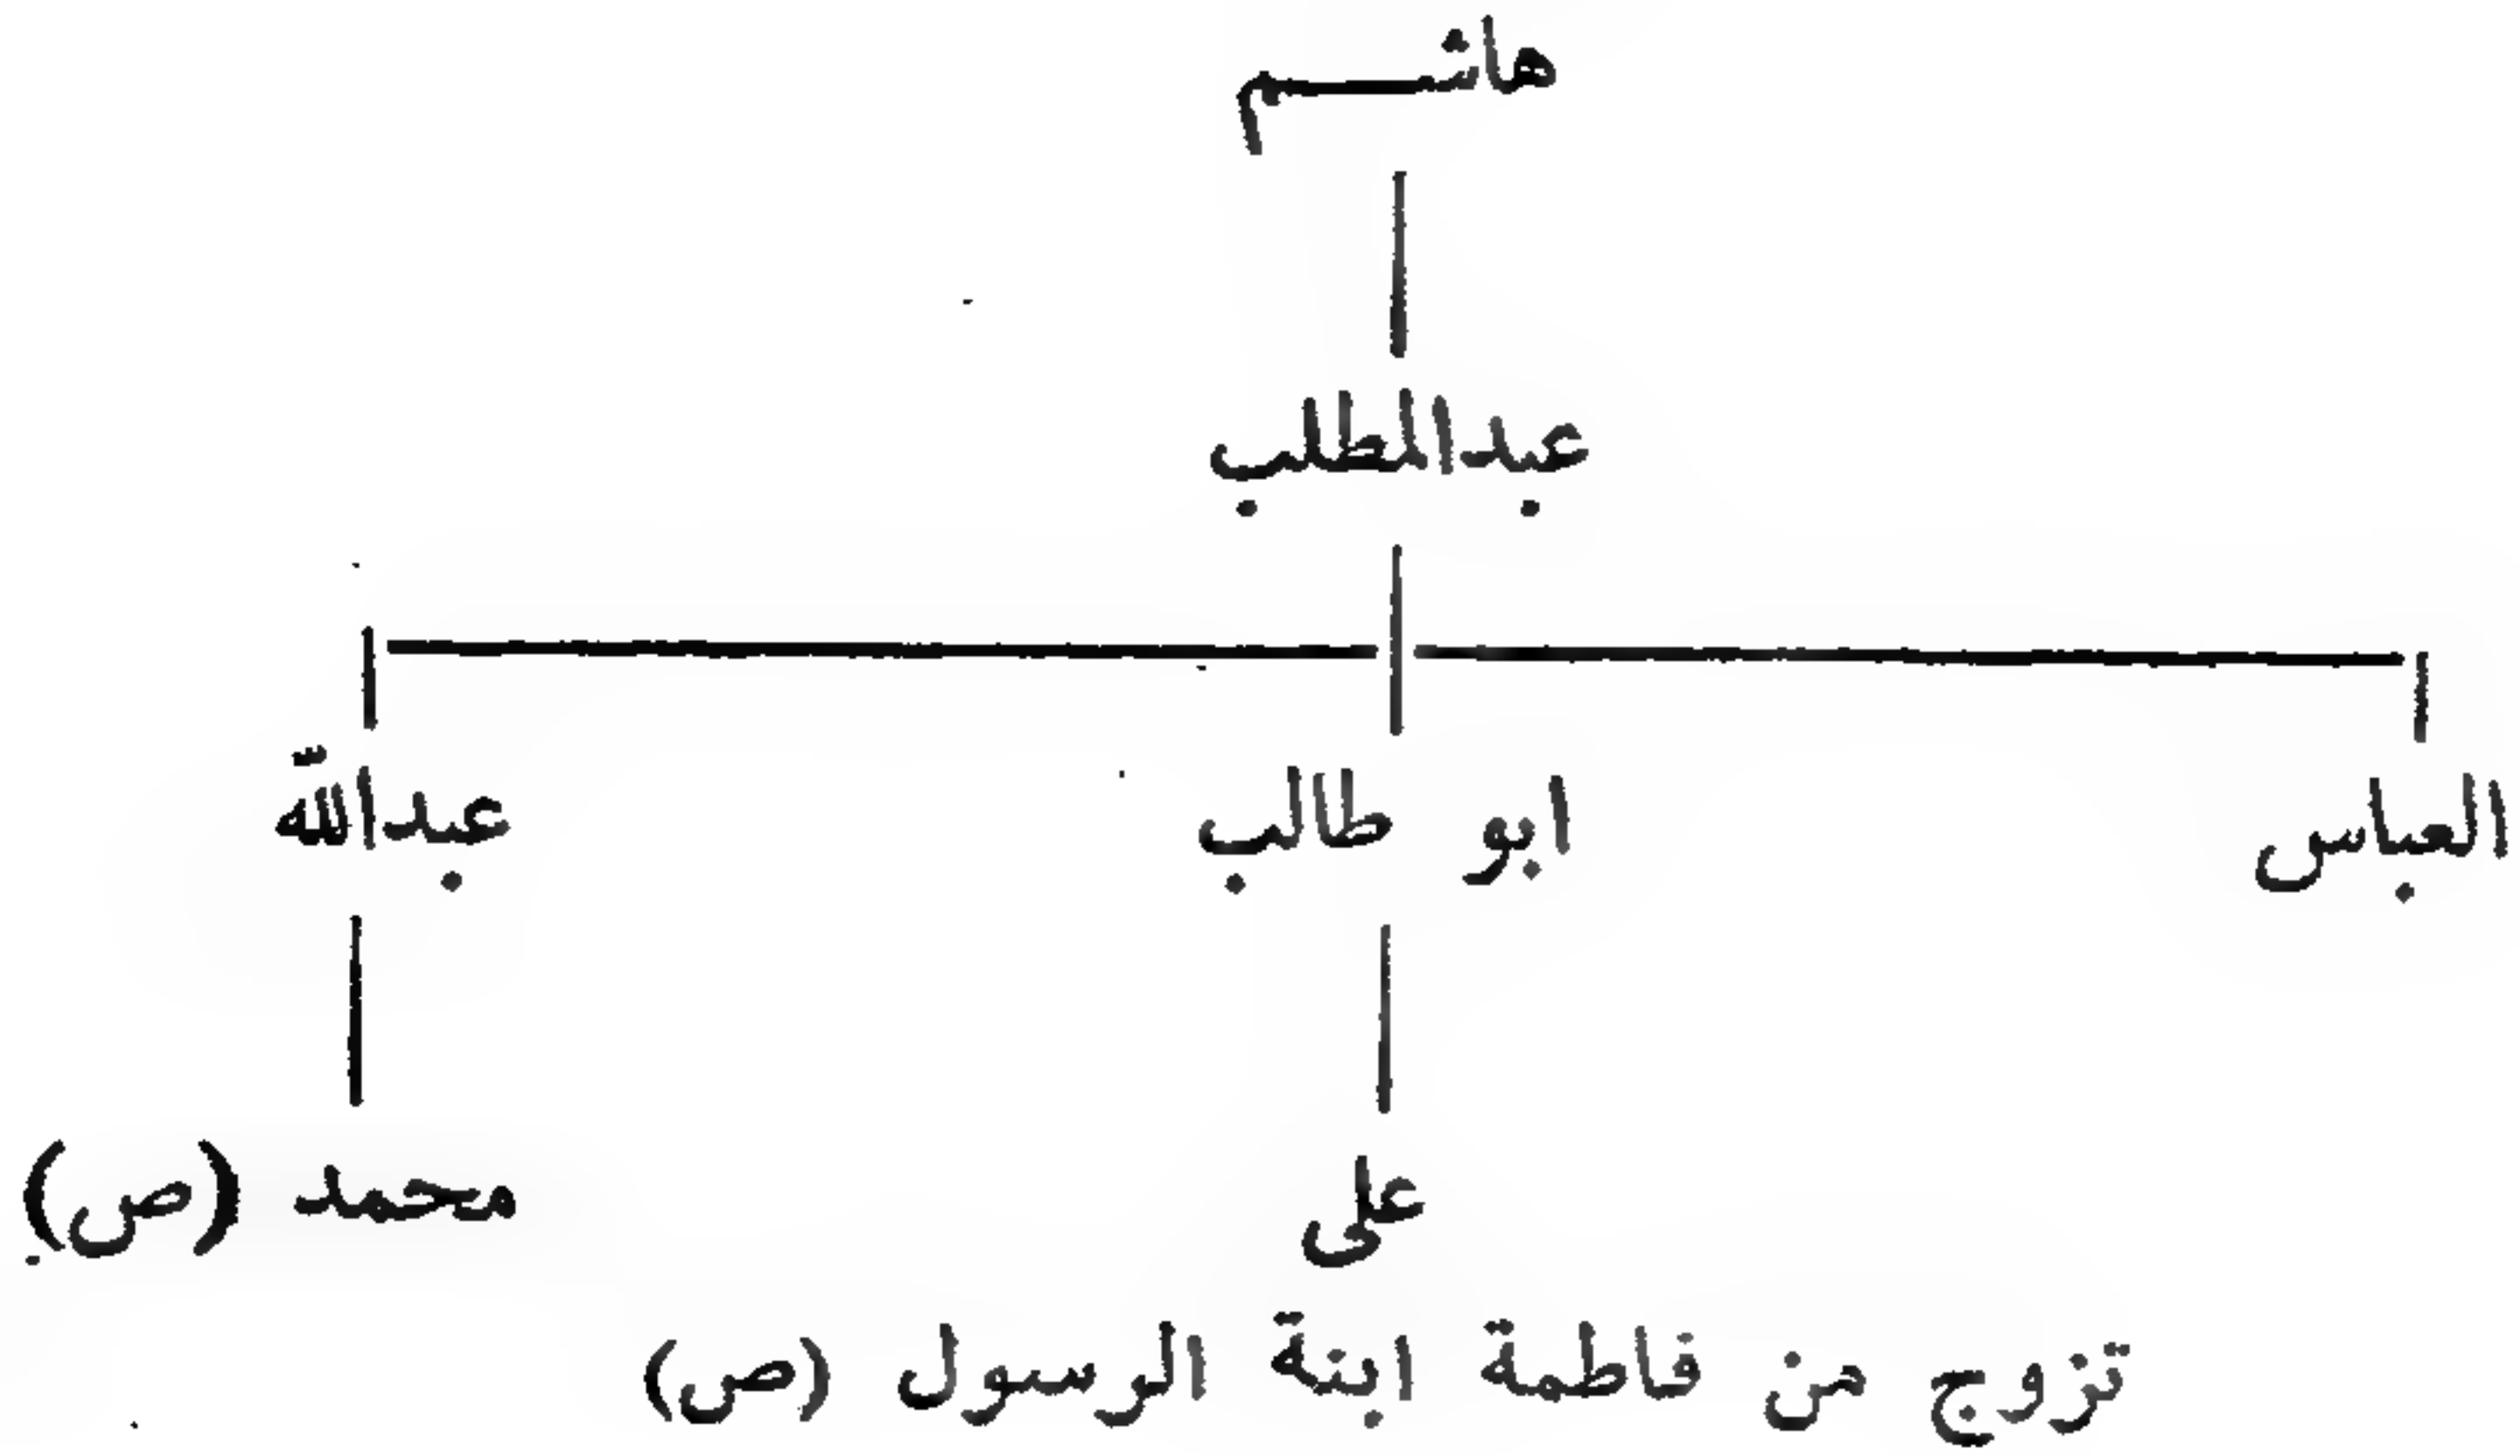 هاشم
عبدالمطلب
العباس ابو طالب عبدالله
على محمد (ص)
تزوج من فاطمة ابنة الرسول (ص)